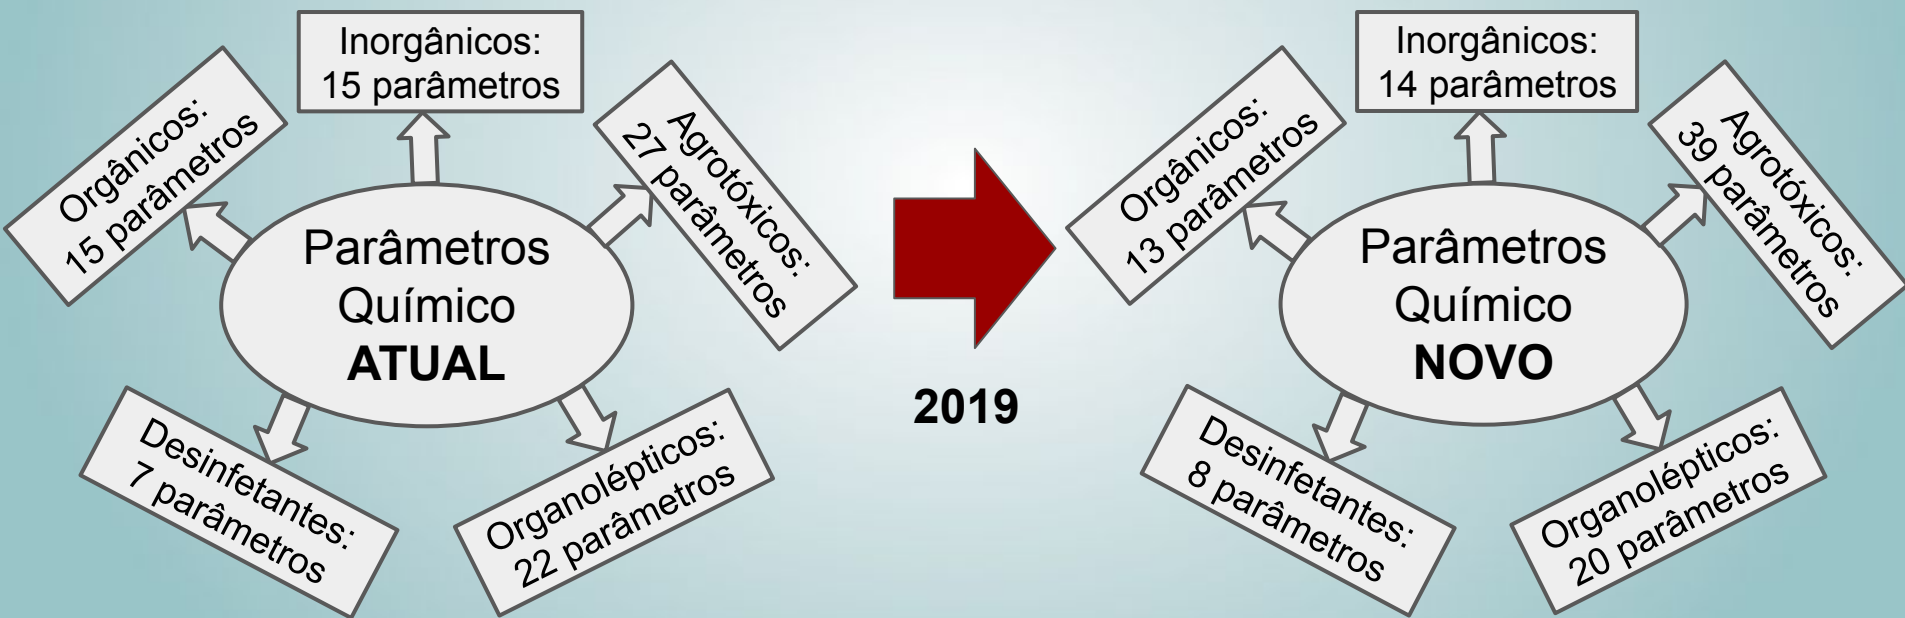 Inorgânicos:
15 parâmetros
Orgânicos:
15 parâmetros
Agrotóxicos:
27 parâmetros
Parâmetros
Químico
ATUAL
Desinfetantes:
7 parâmetros
Organolépticos:
22 parâmetros
2019
Inorgânicos:
14 parâmetros
Orgânicos:
13 parâmetros
Agrotóxicos:
39 parâmetros
Parâmetros
Químico
NOVO
Desinfetantes:
8 parâmetros
Organolépticos:
20 parâmetros